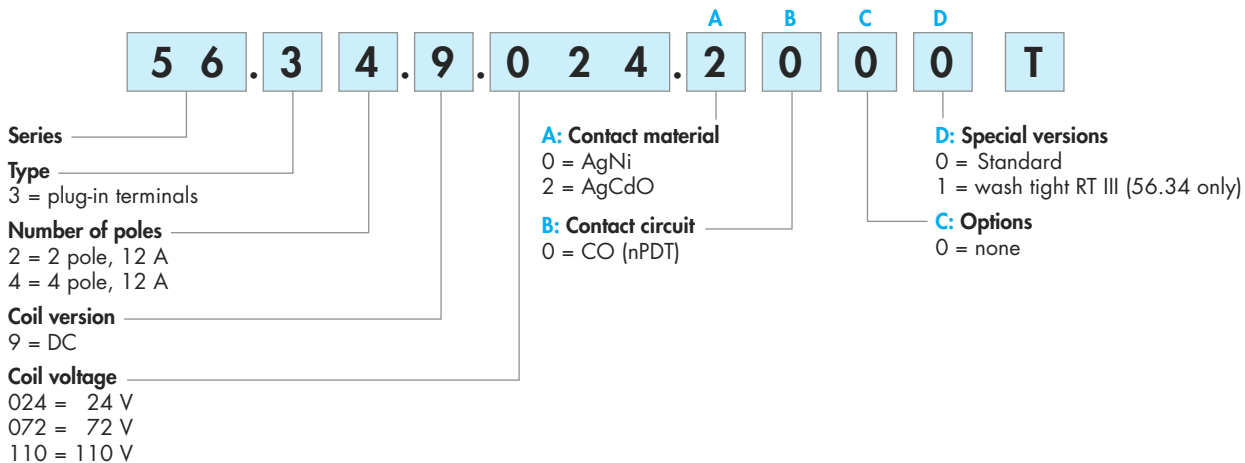 A B C D
5 6 . 3 4 . 9 . 0 2 4 . 2 0 0 0 T
Series
Type
3 = plug-in terminals
Number of poles
2 = 2 pole, 12 A
4 = 4 pole, 12 A
Coil version
9 = DC
Coil voltage
024 = 24 V
072 = 72 V
110 = 110 V
A: Contact material
0 = AgNi
2 = AgCdO
B: Contact circuit
0 = CO (nPDT)
D: Special versions
0 = Standard
1 = wash tight RT III (56.34 only)
C: Options
0 = none